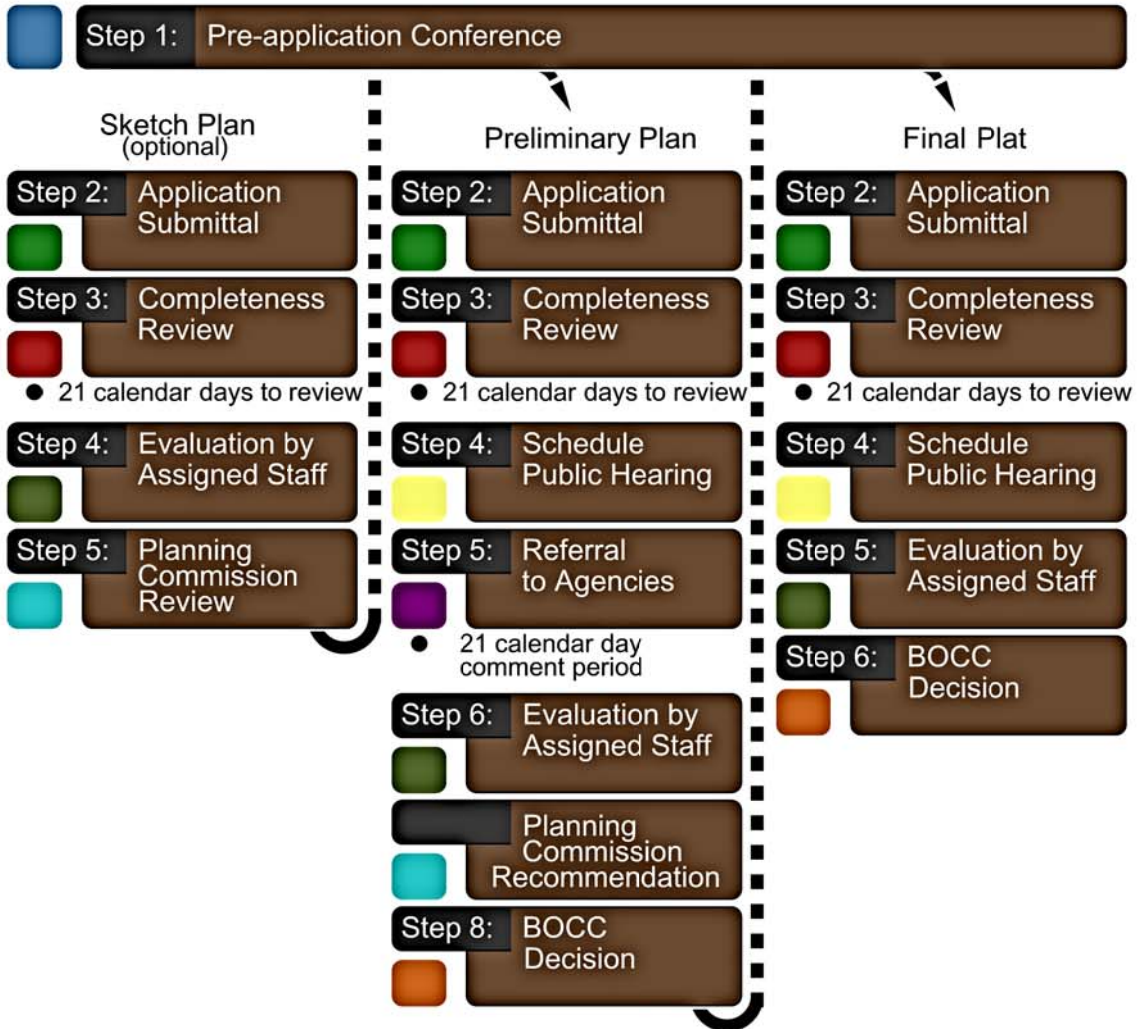 Step 1: Pre-application Conference
Sketch Plan
(optional)
Step 2: Application
Submittal
Step 3: Completeness
Review
• 21 calendar days to review
Step 4: Evaluation by
Assigned Staff
Step 5: Planning
Commission
Review
Preliminary Plan
Step 2: Application
Submittal
Step 3: Completeness
Review
• 21 calendar days to review
Step 4: Schedule
Public Hearing
Step 5: Referral
to Agencies
• 21 calendar day
comment period
Step 6: Evaluation by
Assigned Staff
Planning
Commission
Recommendation
Step 8: BOCC
Decision
Final Plat
Step 2: Application
Submittal
Step 3: Completeness
Review
• 21 calendar days to review
Step 4: Schedule
Public Hearing
Step 5: Evaluation by
Assigned Staff
Step 6: BOCC
Decision